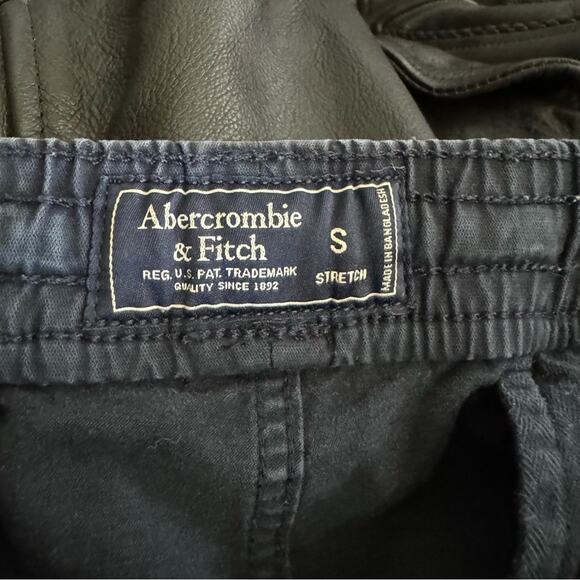 Abercrombie
& Fitch
REG. U.S. PAT. TRADEMARK
QUALITY SINCE 1892
S
STRETCH
MADE IN BANGLADESH